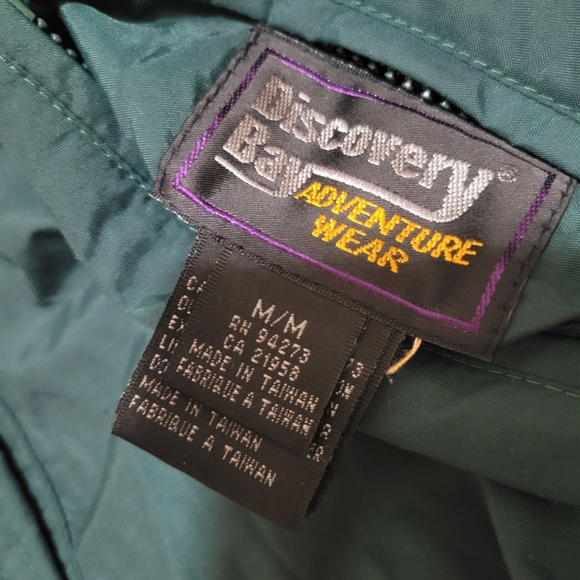 Discovery®
Bay
ADVENTURE
WEAR
M/M
RN 94273
CA 21958
MADE IN TAIWAN
FABRIQUE A TAIWAN
MADE IN TAIWAN
FABRIQUE A TAIWAN